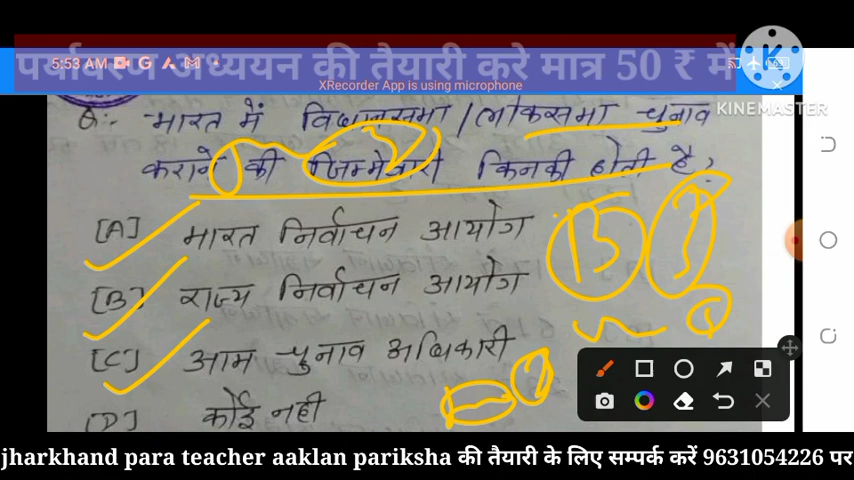 पर्यावरण अध्ययन की तैयारी करे मात्र 50 ₹ में
5:53 AM
XRecorder App is using microphone
KINEMASTER
Q:- भारत में विधानसभा / लोकसभा चुनाव
कराने की जिम्मेवारी किनकी होती है?
[A] भारत निर्वाचन आयोग
[B] राज्य निर्वाचन आयोग
[C] आम चुनाव अधिकारी
[D] कोई नही
jharkhand para teacher aaklan pariksha की तैयारी के लिए सम्पर्क करें 9631054226 पर